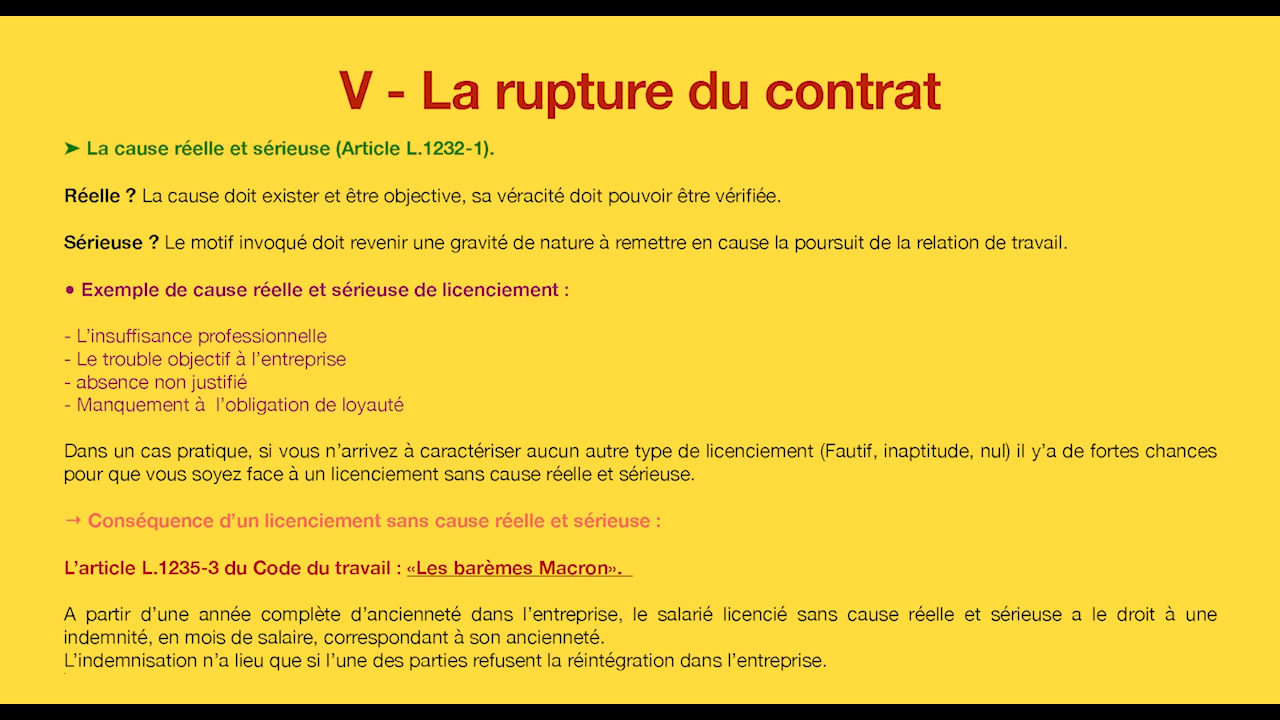 V - La rupture du contrat
➤ La cause réelle et sérieuse (Article L.1232-1).
Réelle ? La cause doit exister et être objective, sa véracité doit pouvoir être vérifiée.
Sérieuse ? Le motif invoqué doit revenir une gravité de nature à remettre en cause la poursuit de la relation de travail.
• Exemple de cause réelle et sérieuse de licenciement :
- L’insuffisance professionnelle
- Le trouble objectif à l’entreprise
- absence non justifié
- Manquement à l’obligation de loyauté
Dans un cas pratique, si vous n’arrivez à caractériser aucun autre type de licenciement (Fautif, inaptitude, nul) il y’a de fortes chances
pour que vous soyez face à un licenciement sans cause réelle et sérieuse.
→ Conséquence d’un licenciement sans cause réelle et sérieuse :
L’article L.1235-3 du Code du travail : «Les barèmes Macron».
A partir d’une année complète d’ancienneté dans l’entreprise, le salarié licencié sans cause réelle et sérieuse a le droit à une
indemnité, en mois de salaire, correspondant à son ancienneté.
L’indemnisation n’a lieu que si l’une des parties refusent la réintégration dans l’entreprise.